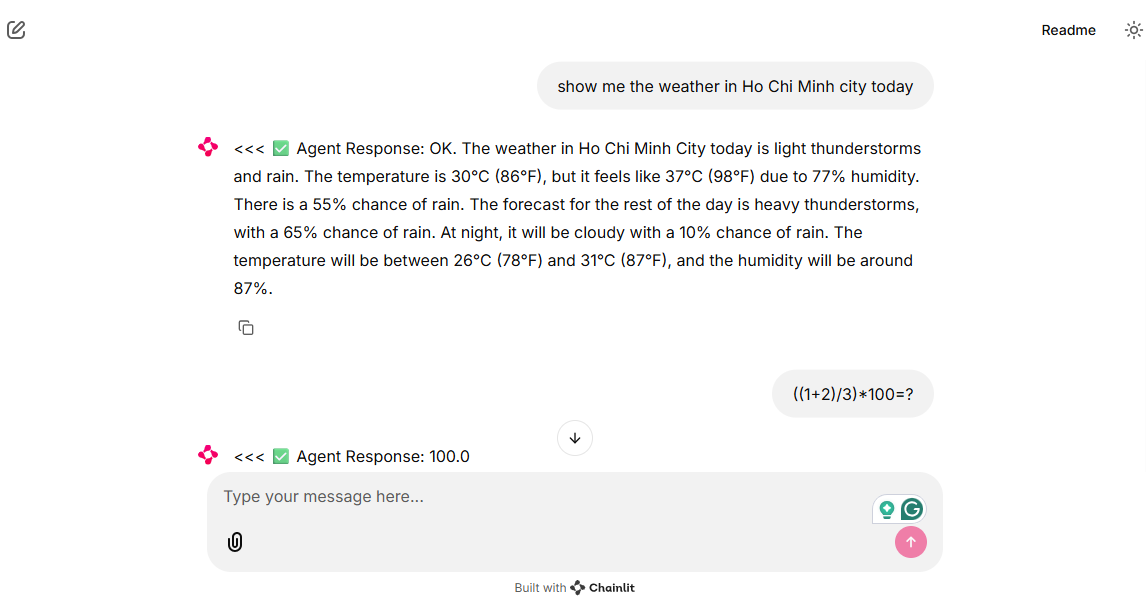 Readme
show me the weather in Ho Chi Minh city today
<<< ✅ Agent Response: OK. The weather in Ho Chi Minh City today is light thunderstorms
and rain. The temperature is 30°C (86°F), but it feels like 37°C (98°F) due to 77% humidity.
There is a 55% chance of rain. The forecast for the rest of the day is heavy thunderstorms,
with a 65% chance of rain. At night, it will be cloudy with a 10% chance of rain. The
temperature will be between 26°C (78°F) and 31°C (87°F), and the humidity will be around
87%.
((1+2)/3)*100=?
<<< ✅ Agent Response: 100.0
Type your message here...
Built with Chainlit